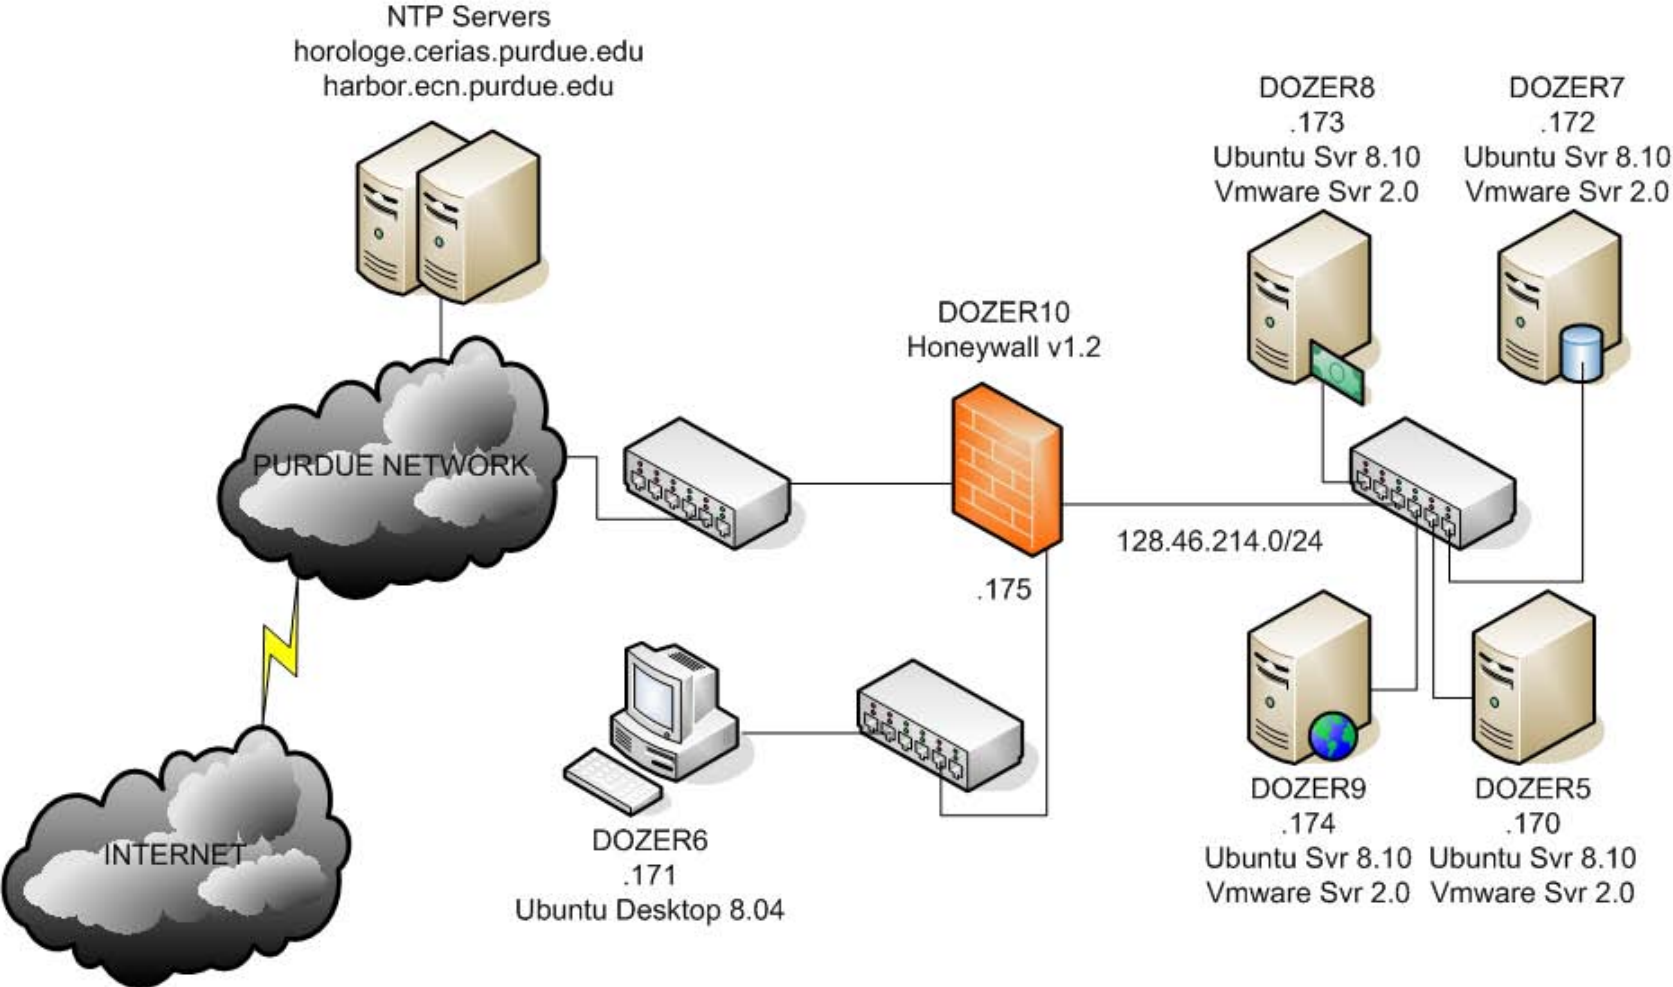 NTP Servers
horologe.cerias.purdue.edu
harbor.ecn.purdue.edu
PURDUE NETWORK
INTERNET
DOZER10
Honeywall v1.2
.175
128.46.214.0/24
DOZER6
.171
Ubuntu Desktop 8.04
DOZER8
.173
Ubuntu Svr 8.10
Vmware Svr 2.0
DOZER7
.172
Ubuntu Svr 8.10
Vmware Svr 2.0
DOZER9
.174
Ubuntu Svr 8.10
Vmware Svr 2.0
DOZER5
.170
Ubuntu Svr 8.10
Vmware Svr 2.0